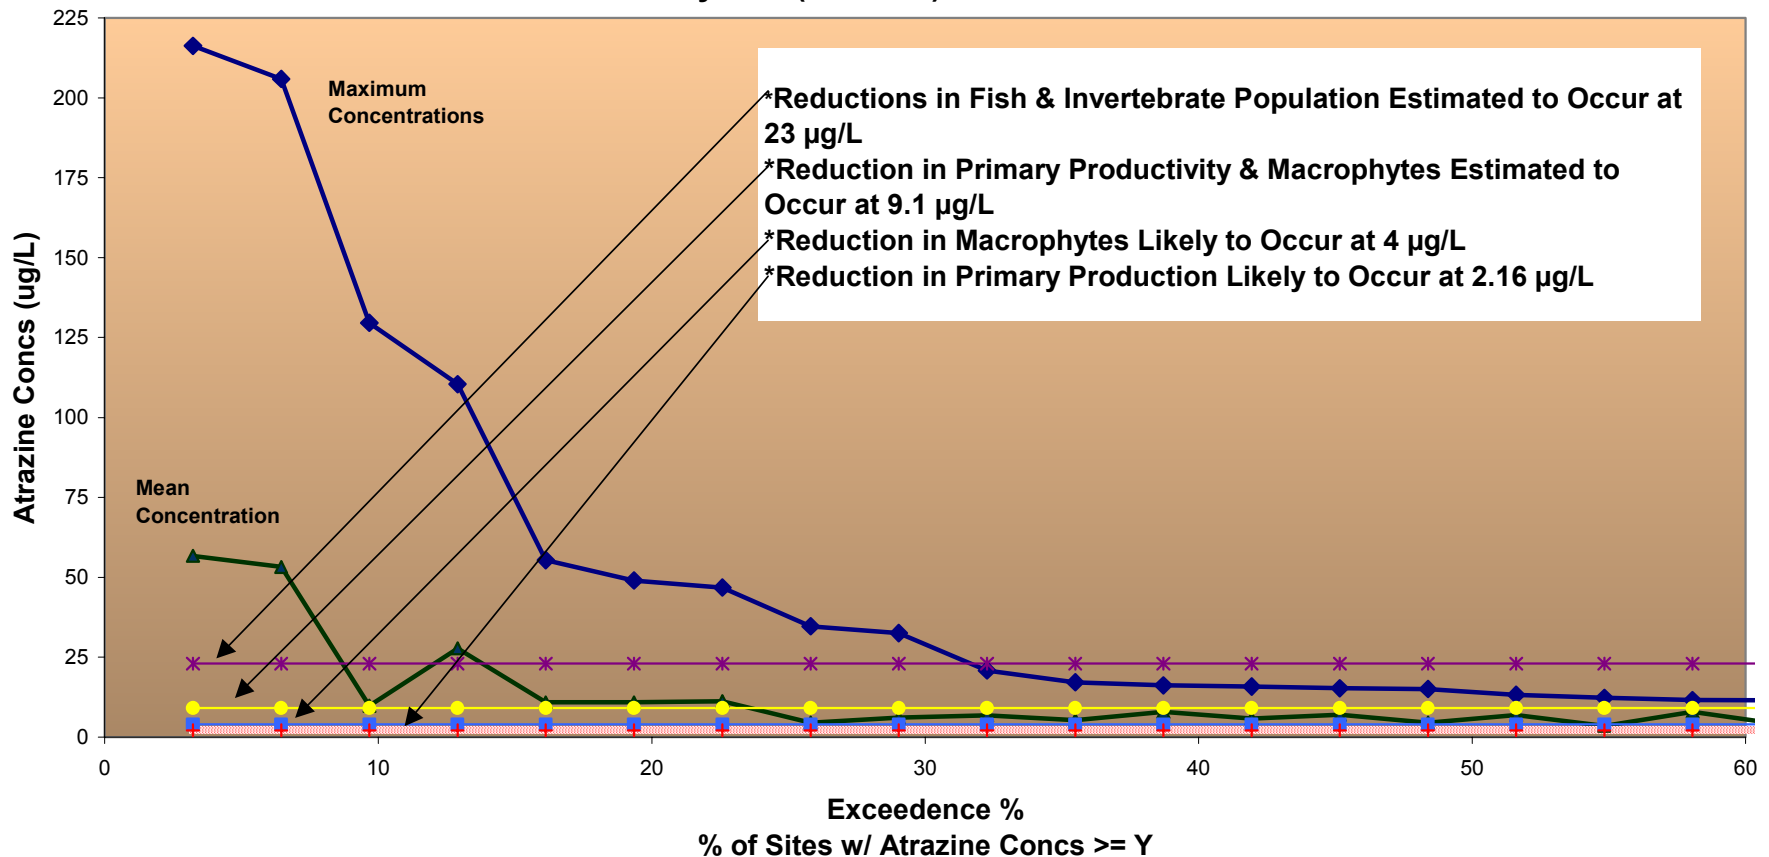 225
200
175
150
125
100
75
50
25
0
Atrazine Concs (ug/L)
Maximum
Concentrations
*Reductions in Fish & Invertebrate Population Estimated to Occur at
23 µg/L
*Reduction in Primary Productivity & Macrophytes Estimated to
Occur at 9.1 µg/L
*Reduction in Macrophytes Likely to Occur at 4 µg/L
*Reduction in Primary Production Likely to Occur at 2.16 µg/L
Mean
Concentration
0 10 20 30 40 50 60
Exceedence %
% of Sites w/ Atrazine Concs >= Y